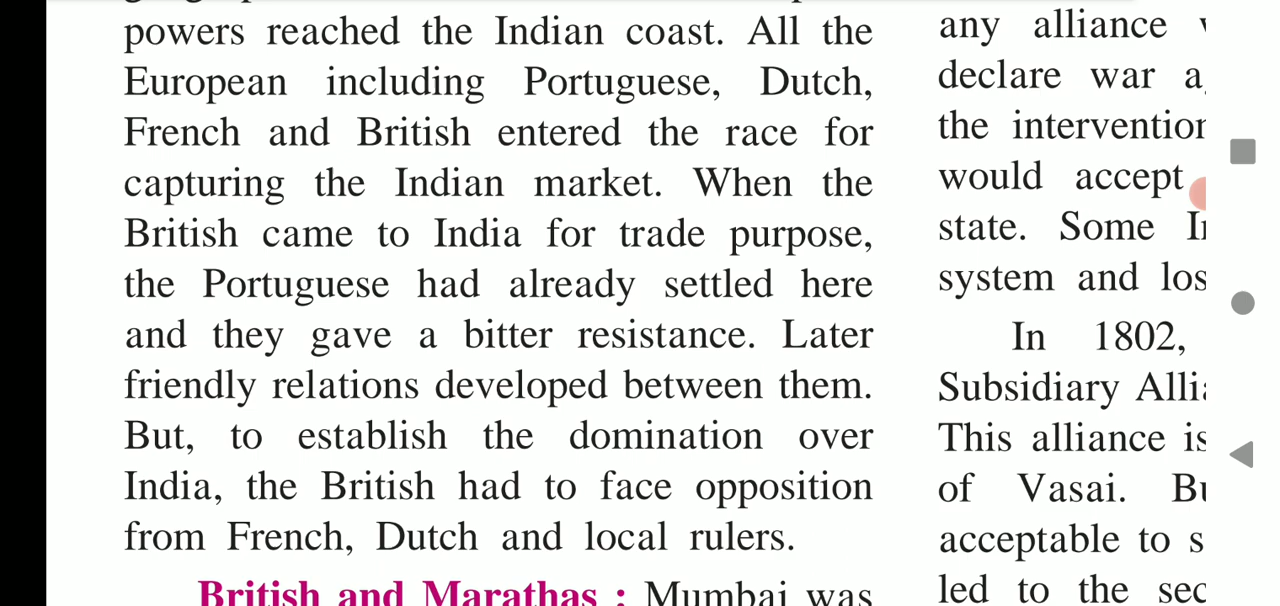 powers reached the Indian coast. All the
European including Portuguese, Dutch,
French and British entered the race for
capturing the Indian market. When the
British came to India for trade purpose,
the Portuguese had already settled here
and they gave a bitter resistance. Later
friendly relations developed between them.
But, to establish the domination over
India, the British had to face opposition
from French, Dutch and local rulers.
British and Marathas : Mumbai was
any alliance
declare war
the
would accept
state. Some
system and
In 1802,
Subsidiary
This alliance is
of Vasai.
acceptable to
led to the